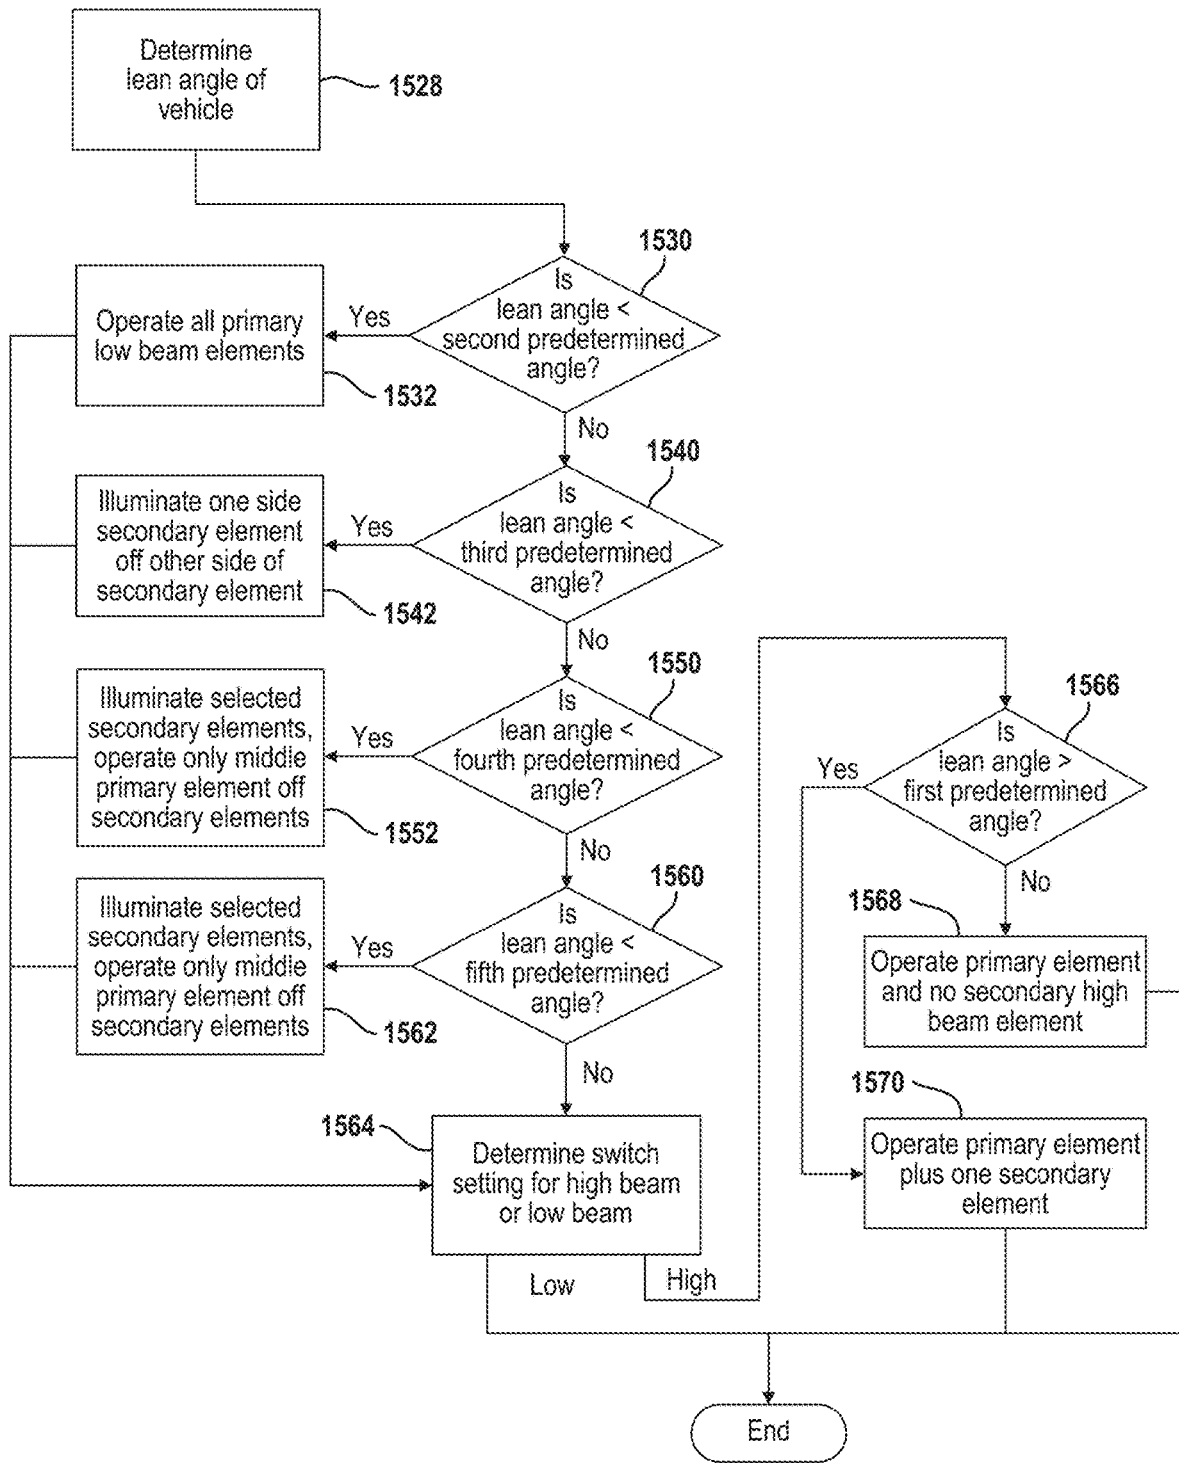 Determine
lean angle of
vehicle
1528
1530
Is
lean angle <
second predetermined
angle?
Yes
Operate all primary
low beam elements
1532
No
1540
Is
lean angle <
third predetermined
angle?
Yes
Illuminate one side
secondary element
off other side of
secondary element
1542
No
1550
Is
lean angle <
fourth predetermined
angle?
Yes
Illuminate selected
secondary elements,
operate only middle
primary element off
secondary elements
1552
No
1560
Is
lean angle <
fifth predetermined
angle?
Yes
Illuminate selected
secondary elements,
operate only middle
primary element off
secondary elements
1562
No
1564
Determine switch
setting for high beam
or low beam
Low
High
1566
Is
lean angle >
first predetermined
angle?
Yes
No
1568
Operate primary element
and no secondary high
beam element
1570
Operate primary element
plus one secondary
element
End